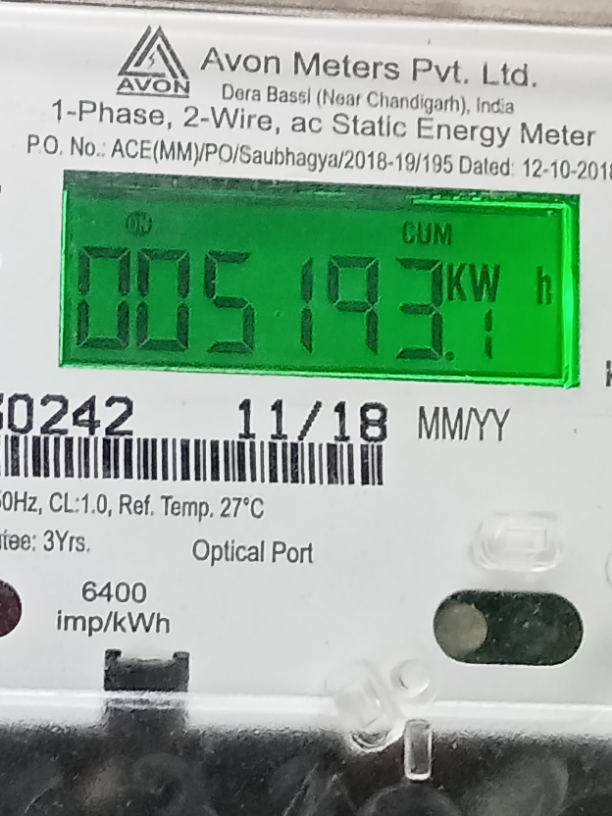 AVON
Avon Meters Pvt. Ltd.
Dera Bassi (Near Chandigarh), India
1-Phase, 2-Wire, ac Static Energy Meter
P.O. No.: ACE(MM)/PO/Saubhagya/2018-19/195 Dated: 12-10-201
ON
CUM
005193.1 KW h
0242 11/18 MM/YY
0Hz, CL:1.0, Ref. Temp. 27°C
tee: 3Yrs.
Optical Port
6400
imp/kWh